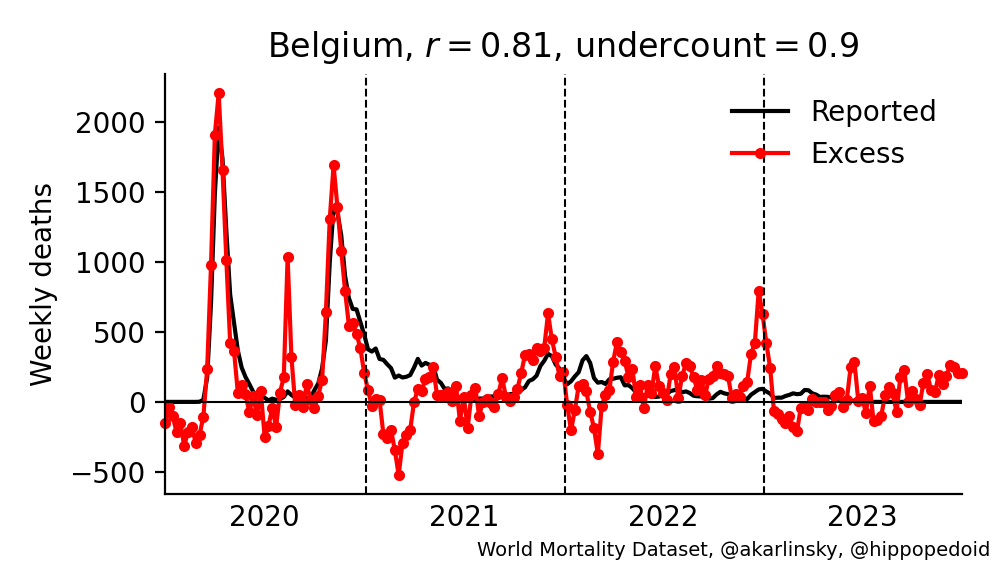 Belgium, r = 0.81, undercount = 0.9
Reported
Excess
Weekly deaths
2000
1500
1000
500
0
−500
2020 2021 2022 2023
World Mortality Dataset, @akarlinsky, @hippopedoid